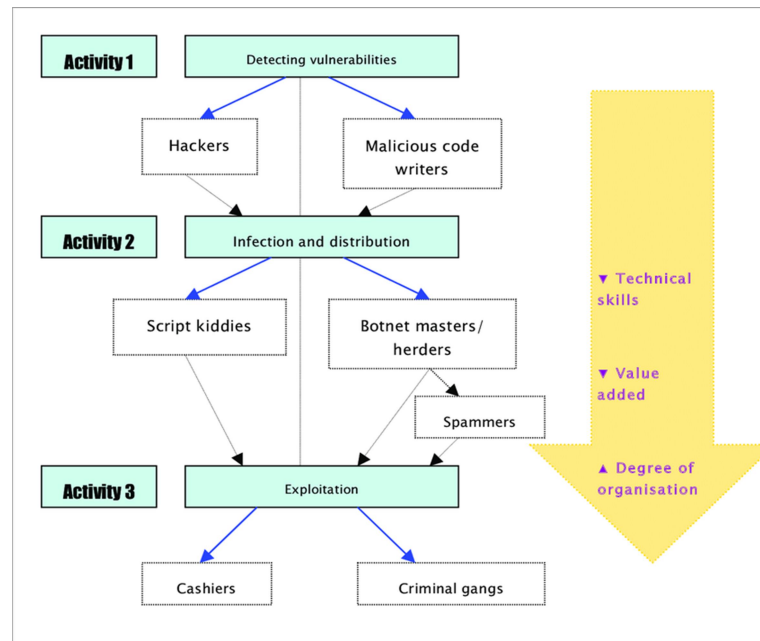 Activity 1
Detecting vulnerabilities
Hackers
Malicious code
writers
Activity 2
Infection and distribution
▼ Technical
skills
Script kiddies
Botnet masters/
herders
▼ Value
added
Spammers
▲ Degree of
organisation
Activity 3
Exploitation
Cashiers
Criminal gangs